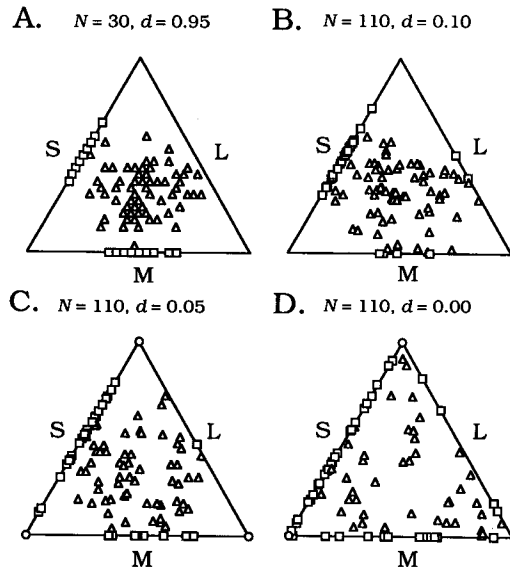 A. N = 30, d = 0.95
B. N = 110, d = 0.10
S
L
M
S
L
M
C. N = 110, d = 0.05
D. N = 110, d = 0.00
S
L
M
S
L
M